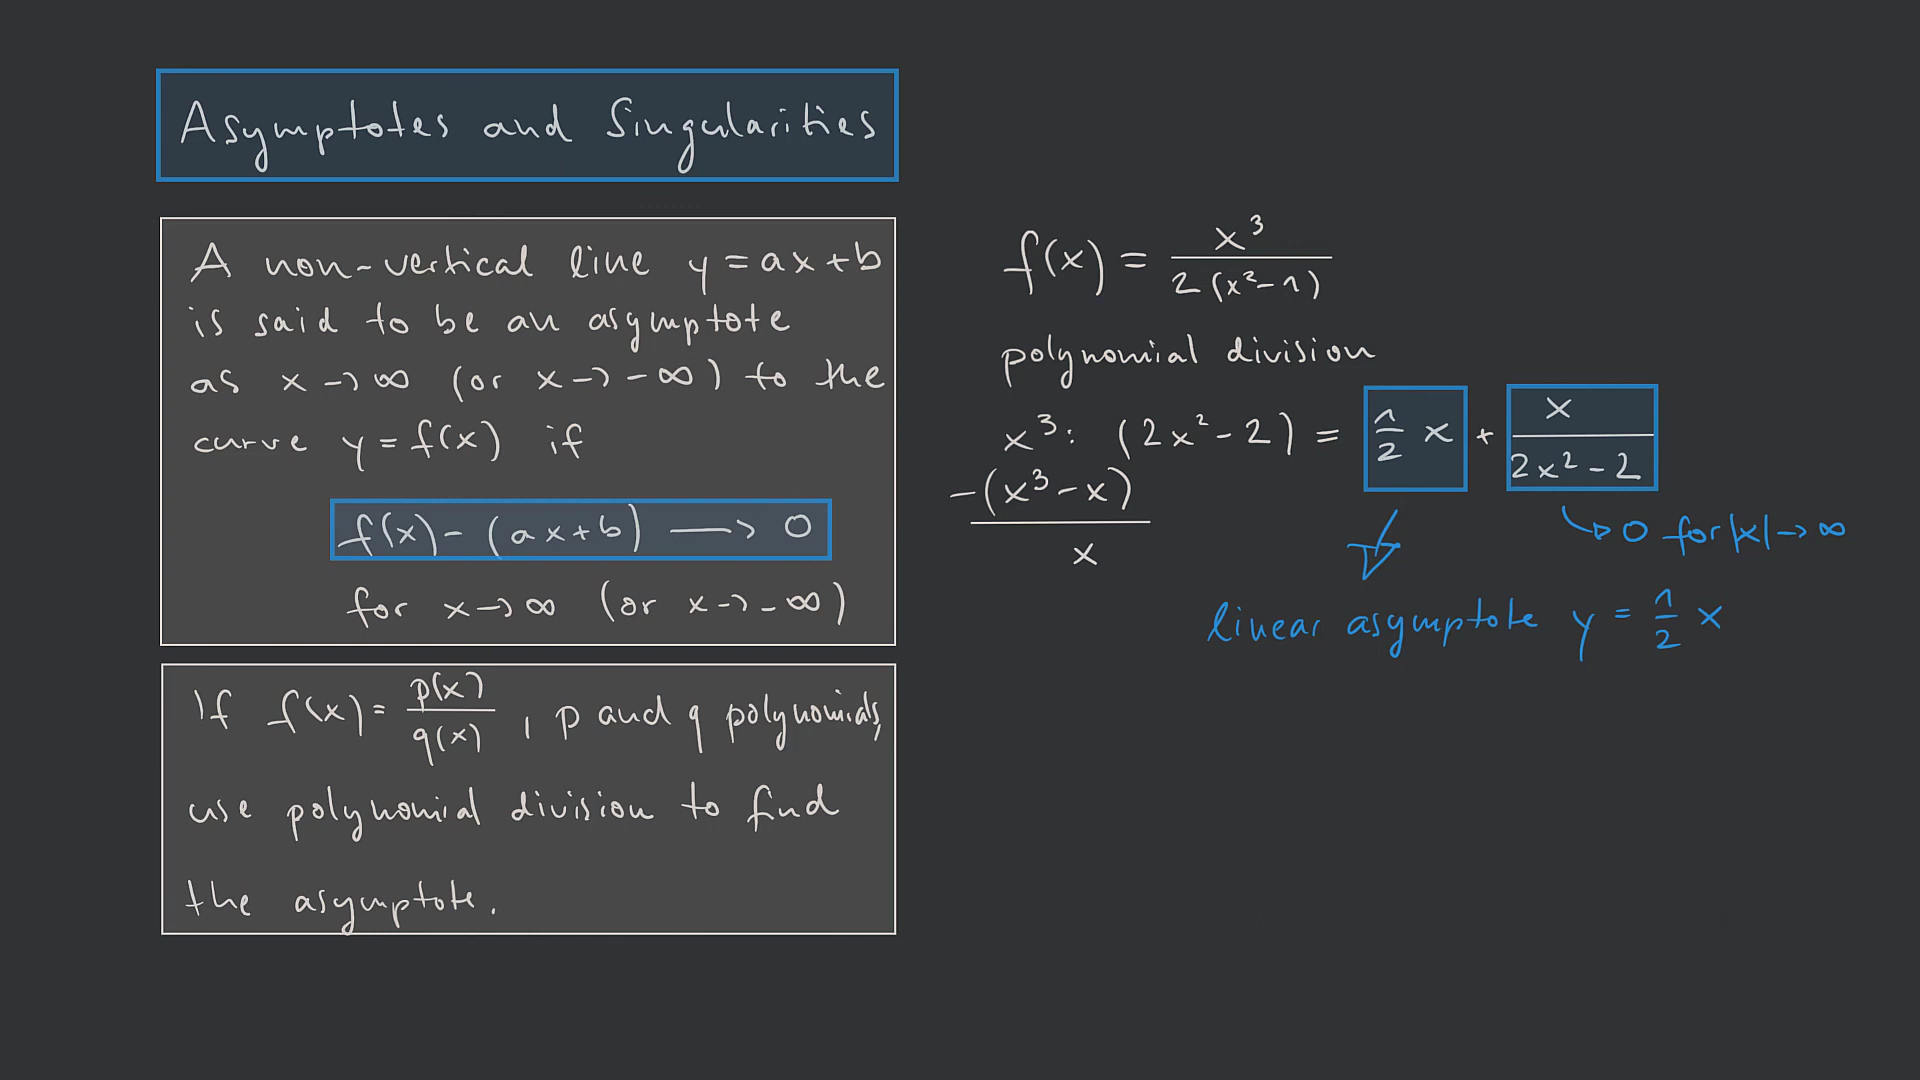 Asymptotes and Singularities
A non-vertical line y = ax + b
is said to be an asymptote
as x → ∞ (or x → -∞) to the
curve y = f(x) if
f(x) - (ax + b) ⟶ 0
for x → ∞ (or x → -∞)
If f(x) = p(x)/q(x), p and q polynomials,
use polynomial division to find
the asymptote.
f(x) = x³/(2(x²-1))
polynomial division
x³ : (2x² - 2) = 1/2 x + x/(2x² - 2)
-(x³ - x)
x
↳ 0 for |x| → ∞
linear asymptote y = 1/2 x